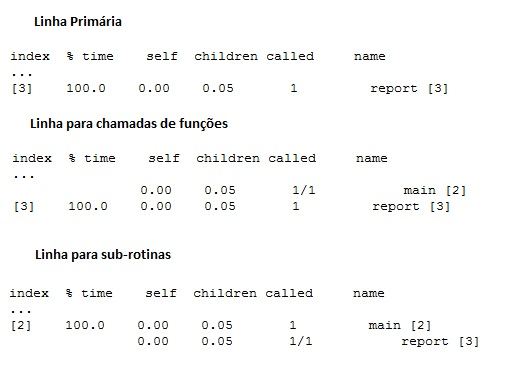 Linha Primária
index % time self children called name
...
[3] 100.0 0.00 0.05 1 report [3]
Linha para chamadas de funções
index % time self children called name
...
0.00 0.05 1/1 main [2]
[3] 100.0 0.00 0.05 1 report [3]
Linha para sub-rotinas
index % time self children called name
...
[2] 100.0 0.00 0.05 1 main [2]
0.00 0.05 1/1 report [3]